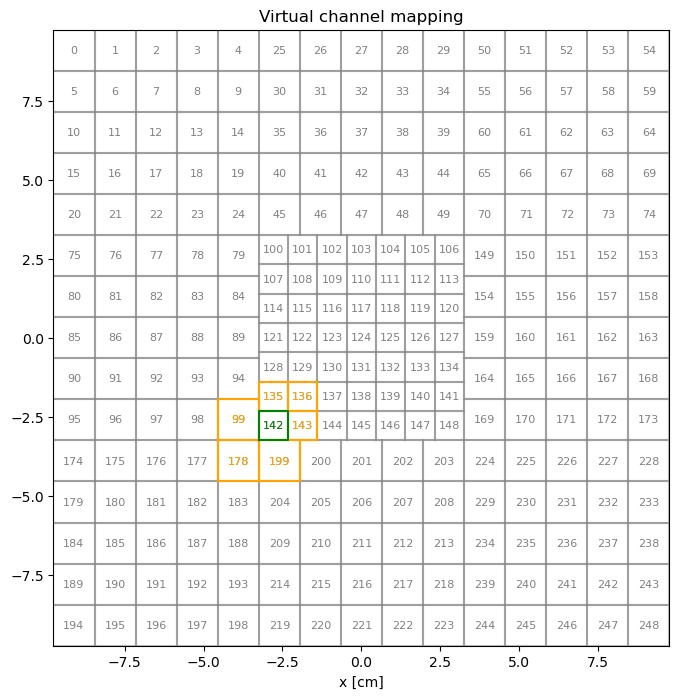 Virtual channel mapping
0 1 2 3 4 25 26 27 28 29 50 51 52 53 54
7.5
5 6 7 8 9 30 31 32 33 34 55 56 57 58 59
10 11 12 13 14 35 36 37 38 39 60 61 62 63 64
5.0
15 16 17 18 19 40 41 42 43 44 65 66 67 68 69
20 21 22 23 24 45 46 47 48 49 70 71 72 73 74
2.5
75 76 77 78 79 100 101 102 103 104 105 106 149 150 151 152 153
107 108 109 110 111 112 113
80 81 82 83 84 114 115 116 117 118 119 120 154 155 156 157 158
0.0
85 86 87 88 89 121 122 123 124 125 126 127 159 160 161 162 163
128 129 130 131 132 133 134
90 91 92 93 94 164 165 166 167 168
135 136 137 138 139 140 141
−2.5
95 96 97 98 99 142 143 144 145 146 147 148 169 170 171 172 173
174 175 176 177 178 199 200 201 202 203 224 225 226 227 228
−5.0
179 180 181 182 183 204 205 206 207 208 229 230 231 232 233
184 185 186 187 188 209 210 211 212 213 234 235 236 237 238
−7.5
189 190 191 192 193 214 215 216 217 218 239 240 241 242 243
194 195 196 197 198 219 220 221 222 223 244 245 246 247 248
−7.5 −5.0 −2.5 0.0 2.5 5.0 7.5
x [cm]